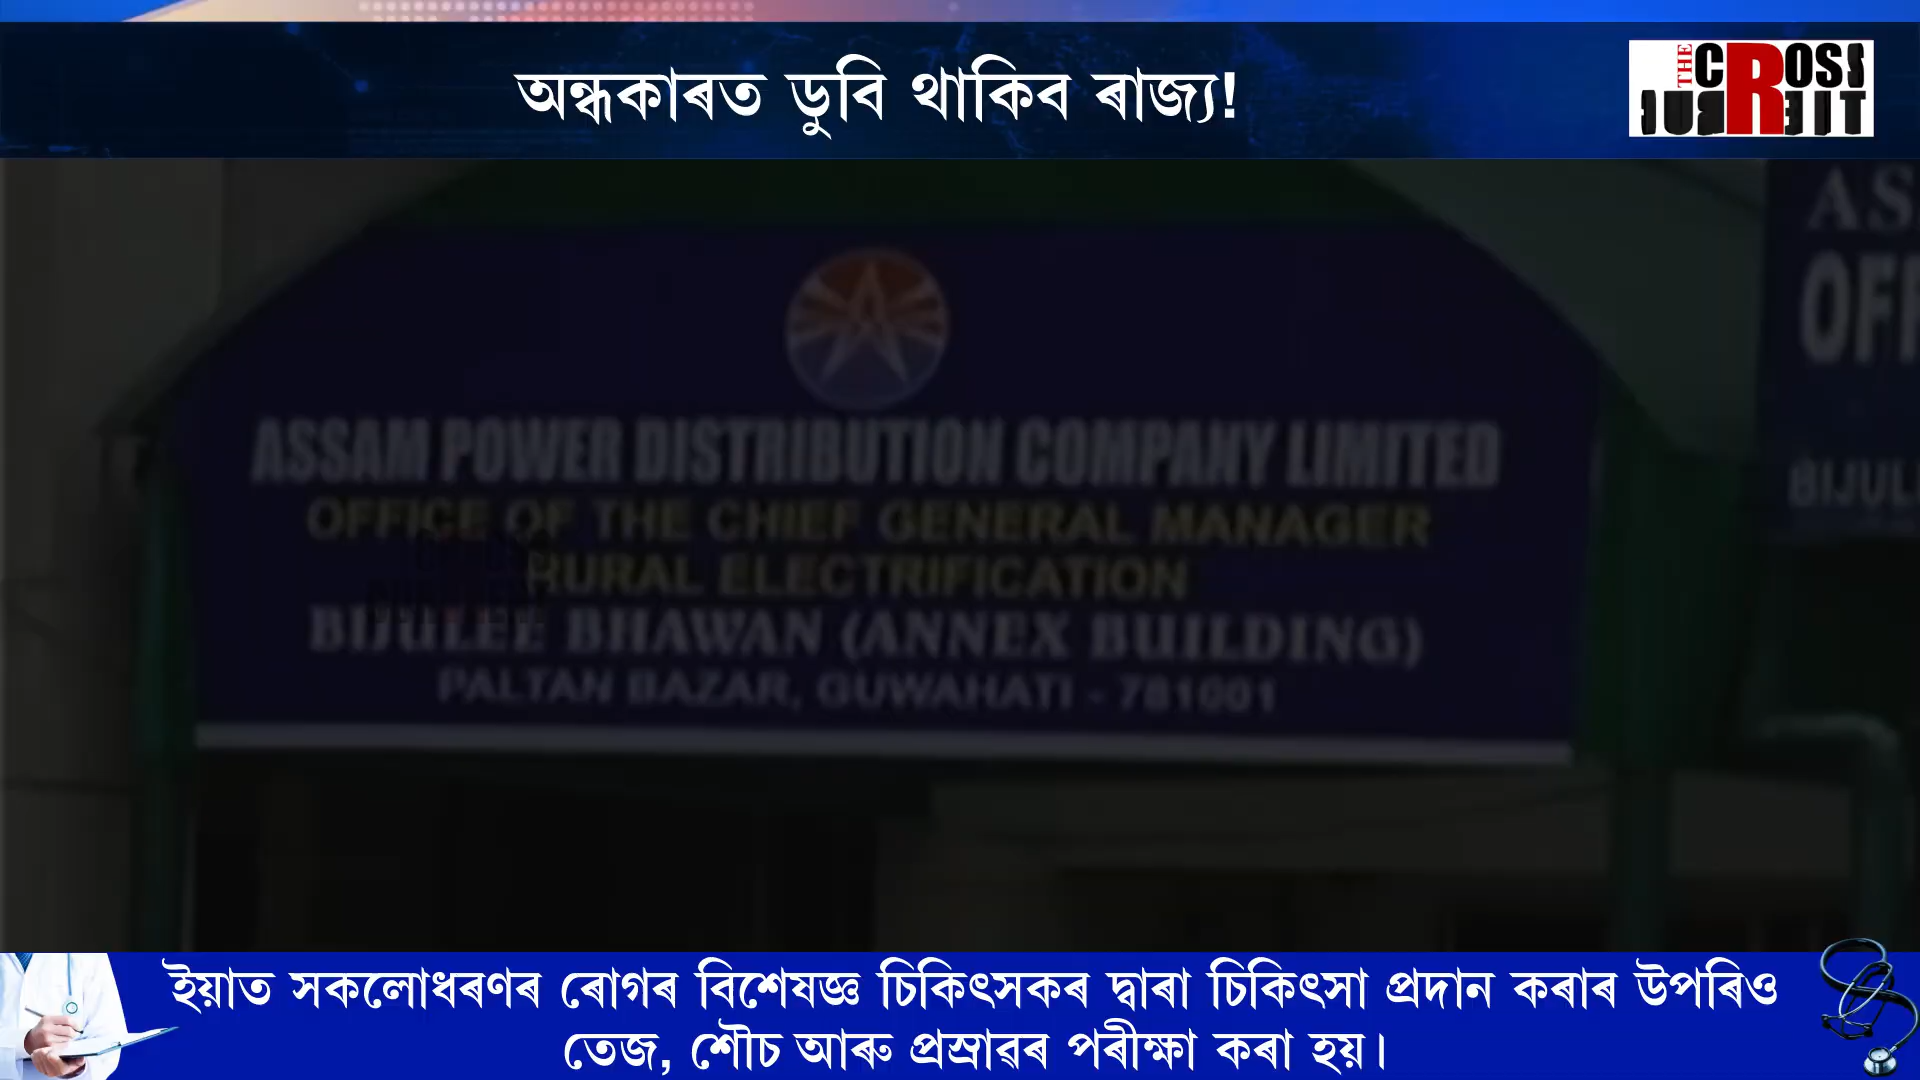 অন্ধকাৰত ডুবি থাকিব ৰাজ্য!
THE CROSS
CURRENT
ASSAM POWER DISTRIBUTION COMPANY LIMITED
OFFICE OF THE CHIEF GENERAL MANAGER
RURAL ELECTRIFICATION
BIJULEE BHAWAN (ANNEX BUILDING)
PALTAN BAZAR, GUWAHATI - 781001
ইয়াত সকলোধৰণৰ ৰোগৰ বিশেষজ্ঞ চিকিৎসকৰ দ্বাৰা চিকিৎসা প্ৰদান কৰাৰ উপৰিও
তেজ, শৌচ আৰু প্ৰস্ৰাৱৰ পৰীক্ষা কৰা হয়।